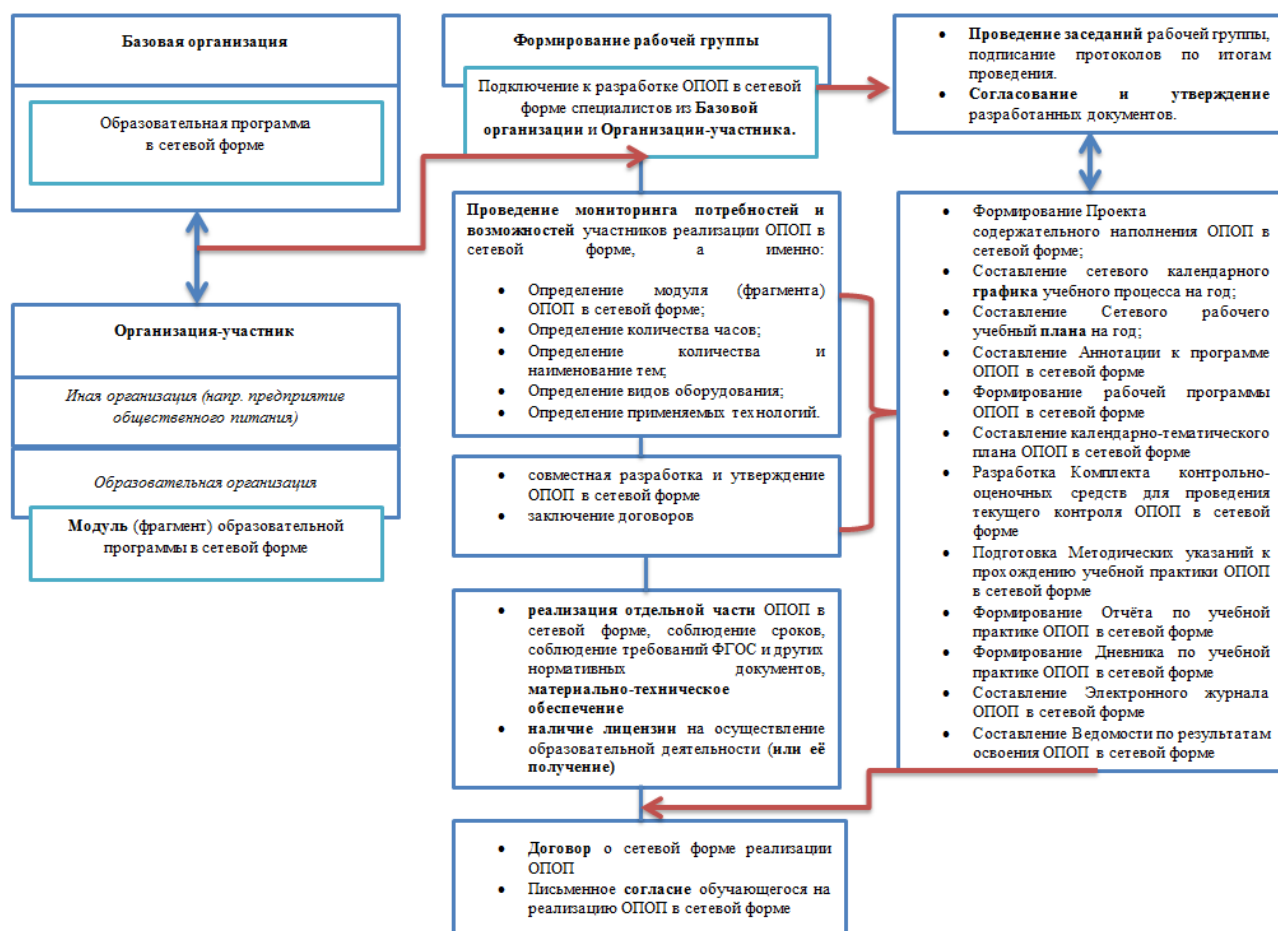 Базовая организация
Образовательная программа
в сетевой форме
Организация-участник
Иная организация (напр. предприятие
общественного питания)
Образовательная организация
Модуль (фрагмент) образовательной
программы в сетевой форме
Формирование рабочей группы
Подключение к разработке ОПОП в сетевой
форме специалистов из Базовой
организации и Организации-участника.
Проведение мониторинга потребностей и
возможностей участников реализации ОПОП в
сетевой форме, а именно:
• Определение модуля (фрагмента)
ОПОП в сетевой форме;
• Определение количества часов;
• Определение количества и
наименование тем;
• Определение видов оборудования;
• Определение применяемых технологий.
• совместная разработка и утверждение
ОПОП в сетевой форме
• заключение договоров
• реализация отдельной части ОПОП в
сетевой форме, соблюдение сроков,
соблюдение требований ФГОС и других
нормативных документов,
материально-техническое
обеспечение
• наличие лицензии на осуществление
образовательной деятельности (или её
получение)
• Договор о сетевой форме реализации
ОПОП
• Письменное согласие обучающегося на
реализацию ОПОП в сетевой форме
• Проведение заседаний рабочей группы,
подписание протоколов по итогам
проведения.
• Согласование и утверждение
разработанных документов.
• Формирование Проекта
содержательного наполнения ОПОП в
сетевой форме;
• Составление сетевого календарного
графика учебного процесса на год;
• Составление Сетевого рабочего
учебный плана на год;
• Составление Аннотации к программе
ОПОП в сетевой форме
• Формирование рабочей программы
ОПОП в сетевой форме
• Составление календарно-тематического
плана ОПОП в сетевой форме
• Разработка Комплекта контрольно-
оценочных средств для проведения
текущего контроля ОПОП в сетевой
форме
• Подготовка Методических указаний к
прохождению учебной практики ОПОП
в сетевой форме
• Формирование Отчёта по учебной
практике ОПОП в сетевой форме
• Формирование Дневника по учебной
практике ОПОП в сетевой форме
• Составление Электронного журнала
ОПОП в сетевой форме
• Составление Ведомости по результатам
освоения ОПОП в сетевой форме